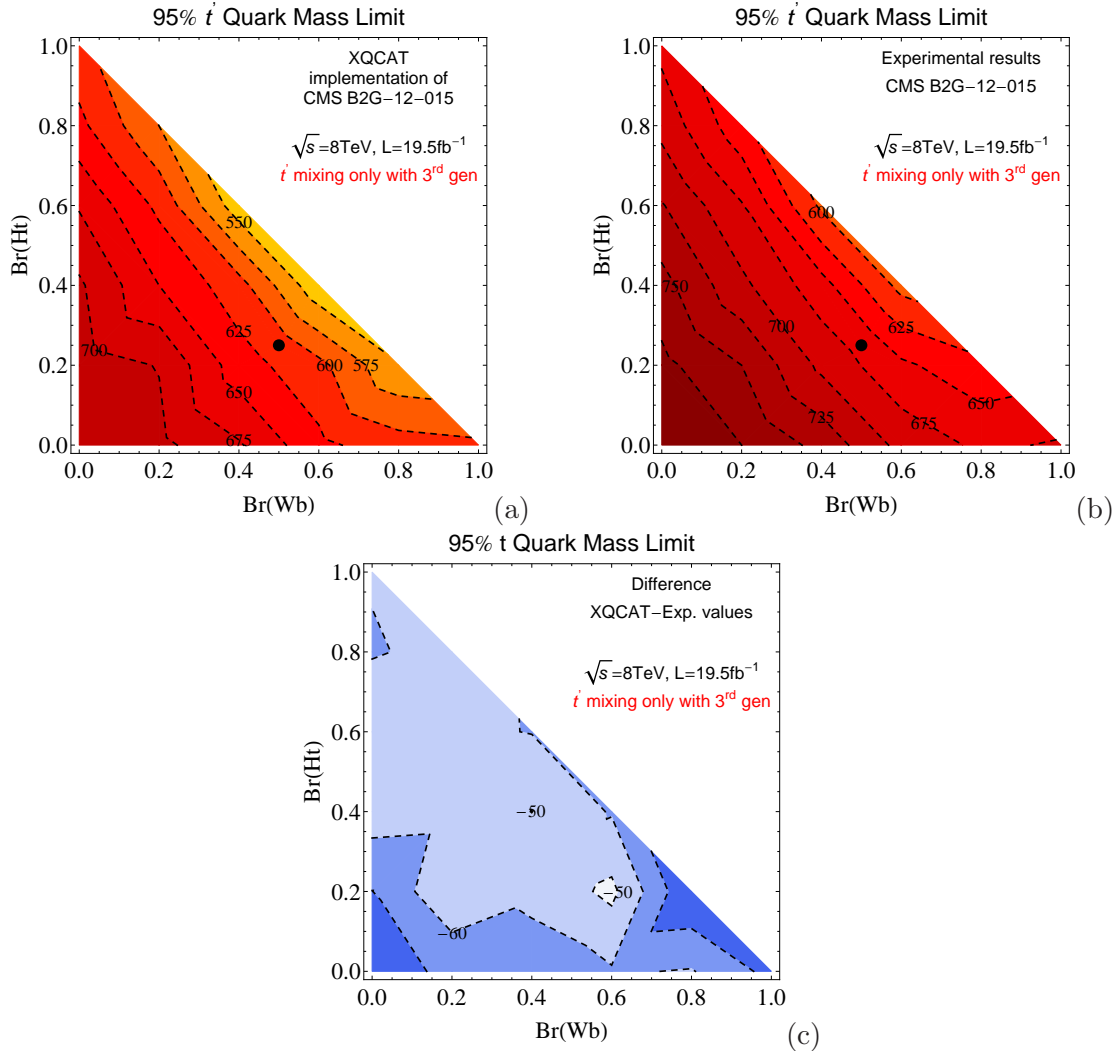 95% t′ Quark Mass Limit
XQCAT
implementation of
CMS B2G−12−015
√s=8TeV, L=19.5fb⁻¹
t′ mixing only with 3rd gen
550
625
700
600
575
650
675
1.0
0.8
0.6
0.4
0.2
0.0
Br(Ht)
0.0 0.2 0.4 0.6 0.8 1.0
Br(Wb)
(a)
95% t′ Quark Mass Limit
Experimental results
CMS B2G−12−015
√s=8TeV, L=19.5fb⁻¹
t′ mixing only with 3rd gen
600
750
700
625
650
725
675
1.0
0.8
0.6
0.4
0.2
0.0
Br(Ht)
0.0 0.2 0.4 0.6 0.8 1.0
Br(Wb)
(b)
95% t Quark Mass Limit
Difference
XQCAT−Exp. values
√s=8TeV, L=19.5fb⁻¹
t′ mixing only with 3rd gen
−50
−50
−60
1.0
0.8
0.6
0.4
0.2
0.0
Br(Ht)
0.0 0.2 0.4 0.6 0.8 1.0
Br(Wb)
(c)